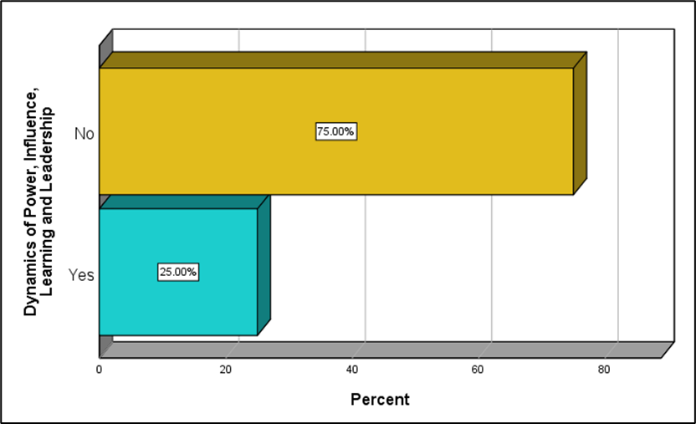 Dynamics of Power, Influence,
Learning and Leadership
No
75.00%
Yes
25.00%
0 20 40 60 80
Percent